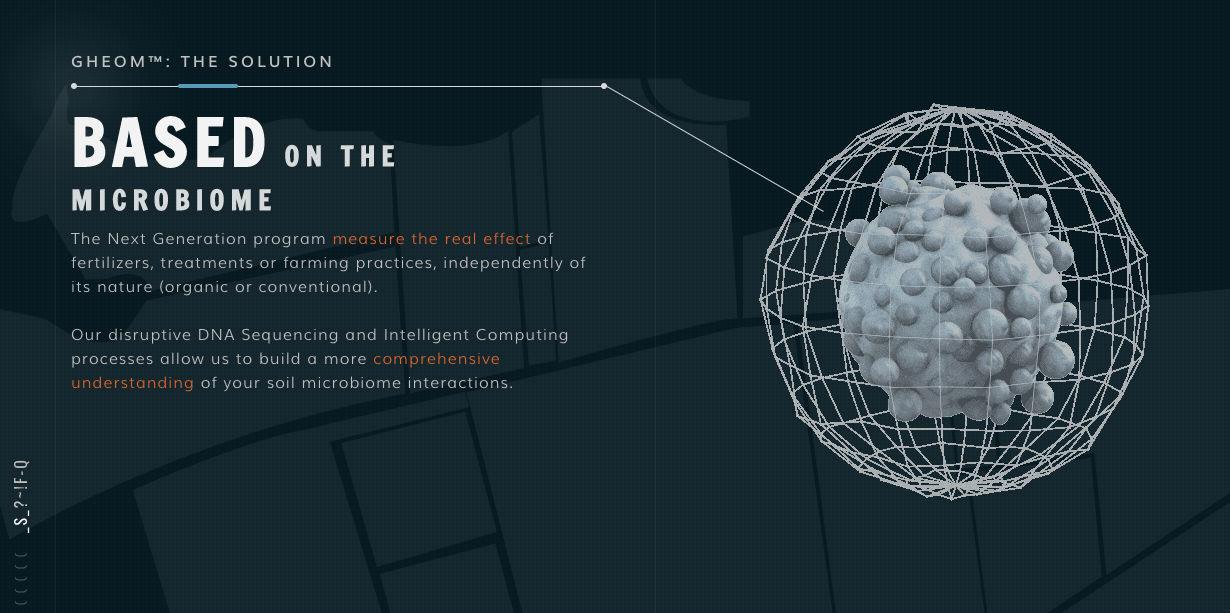 GHEOM™: THE SOLUTION
BASED ON THE
MICROBIOME
The Next Generation program measure the real effect of
fertilizers, treatments or farming practices, independently of
its nature (organic or conventional).
Our disruptive DNA Sequencing and Intelligent Computing
processes allow us to build a more comprehensive
understanding of your soil microbiome interactions.
_S_?~!F-Q
( ( ( ( (